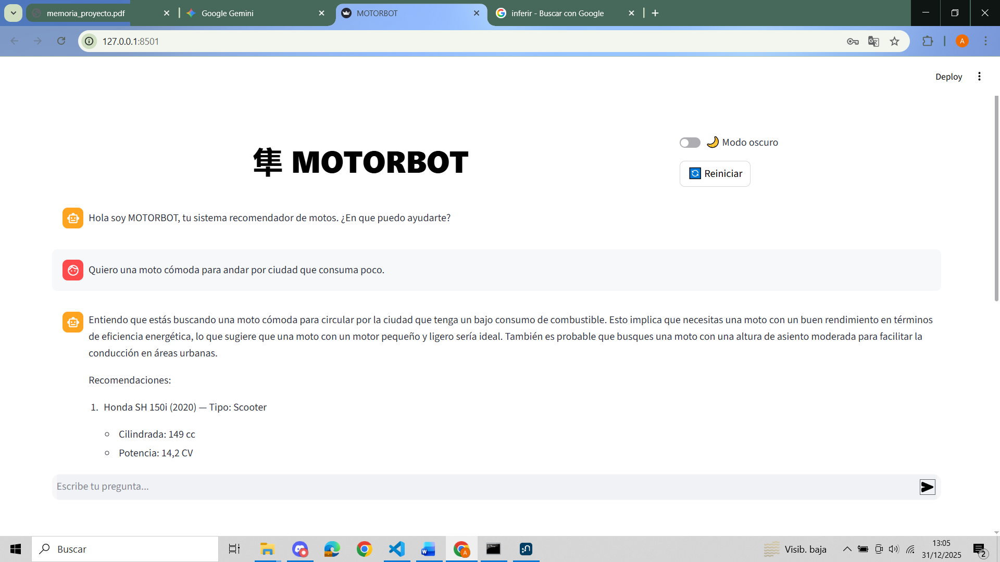 memoria_proyecto.pdf
Google Gemini
MOTORBOT
inferir - Buscar con Google
127.0.0.1:8501
A
Deploy
Modo oscuro
隼 MOTORBOT
Reiniciar
Hola soy MOTORBOT, tu sistema recomendador de motos. ¿En que puedo ayudarte?
Quiero una moto cómoda para andar por ciudad que consuma poco.
Entiendo que estás buscando una moto cómoda para circular por la ciudad que tenga un bajo consumo de combustible. Esto implica que necesitas una moto con un buen rendimiento en términos
de eficiencia energética, lo que sugiere que una moto con un motor pequeño y ligero sería ideal. También es probable que busques una moto con una altura de asiento moderada para facilitar la
conducción en áreas urbanas.
Recomendaciones:
1. Honda SH 150i (2020) — Tipo: Scooter
Cilindrada: 149 cc
Potencia: 14,2 CV
Escribe tu pregunta...
Buscar
Visib. baja
13:05
31/12/2025
2